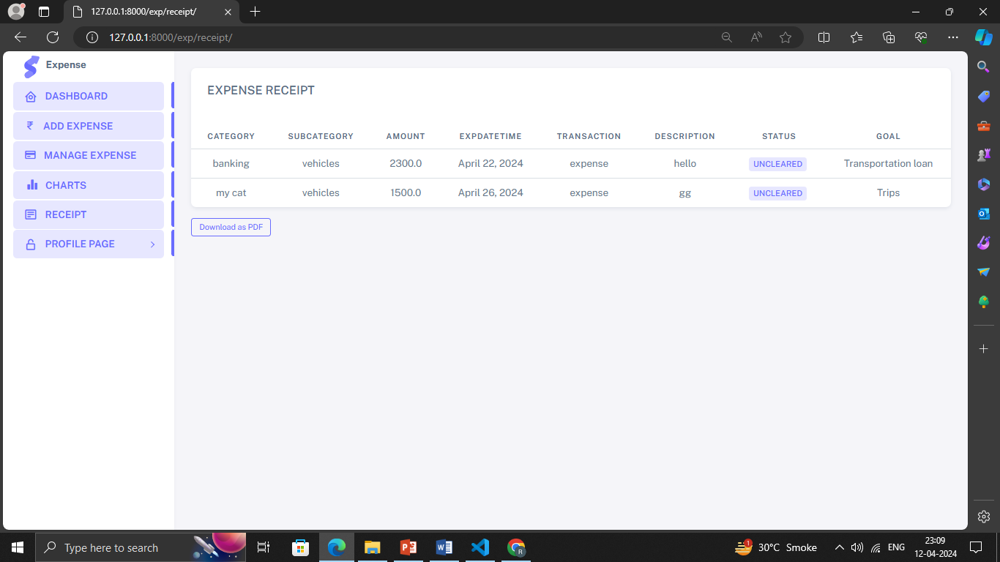 127.0.0.1:8000/exp/receipt/
127.0.0.1:8000/exp/receipt/
Expense
DASHBOARD
₹ ADD EXPENSE
MANAGE EXPENSE
CHARTS
RECEIPT
PROFILE PAGE
EXPENSE RECEIPT
CATEGORY SUBCATEGORY AMOUNT EXPDATETIME TRANSACTION DESCRIPTION STATUS GOAL
banking vehicles 2300.0 April 22, 2024 expense hello UNCLEARED Transportation loan
my cat vehicles 1500.0 April 26, 2024 expense gg UNCLEARED Trips
Download as PDF
Type here to search
1
30°C Smoke
ENG
23:09
12-04-2024